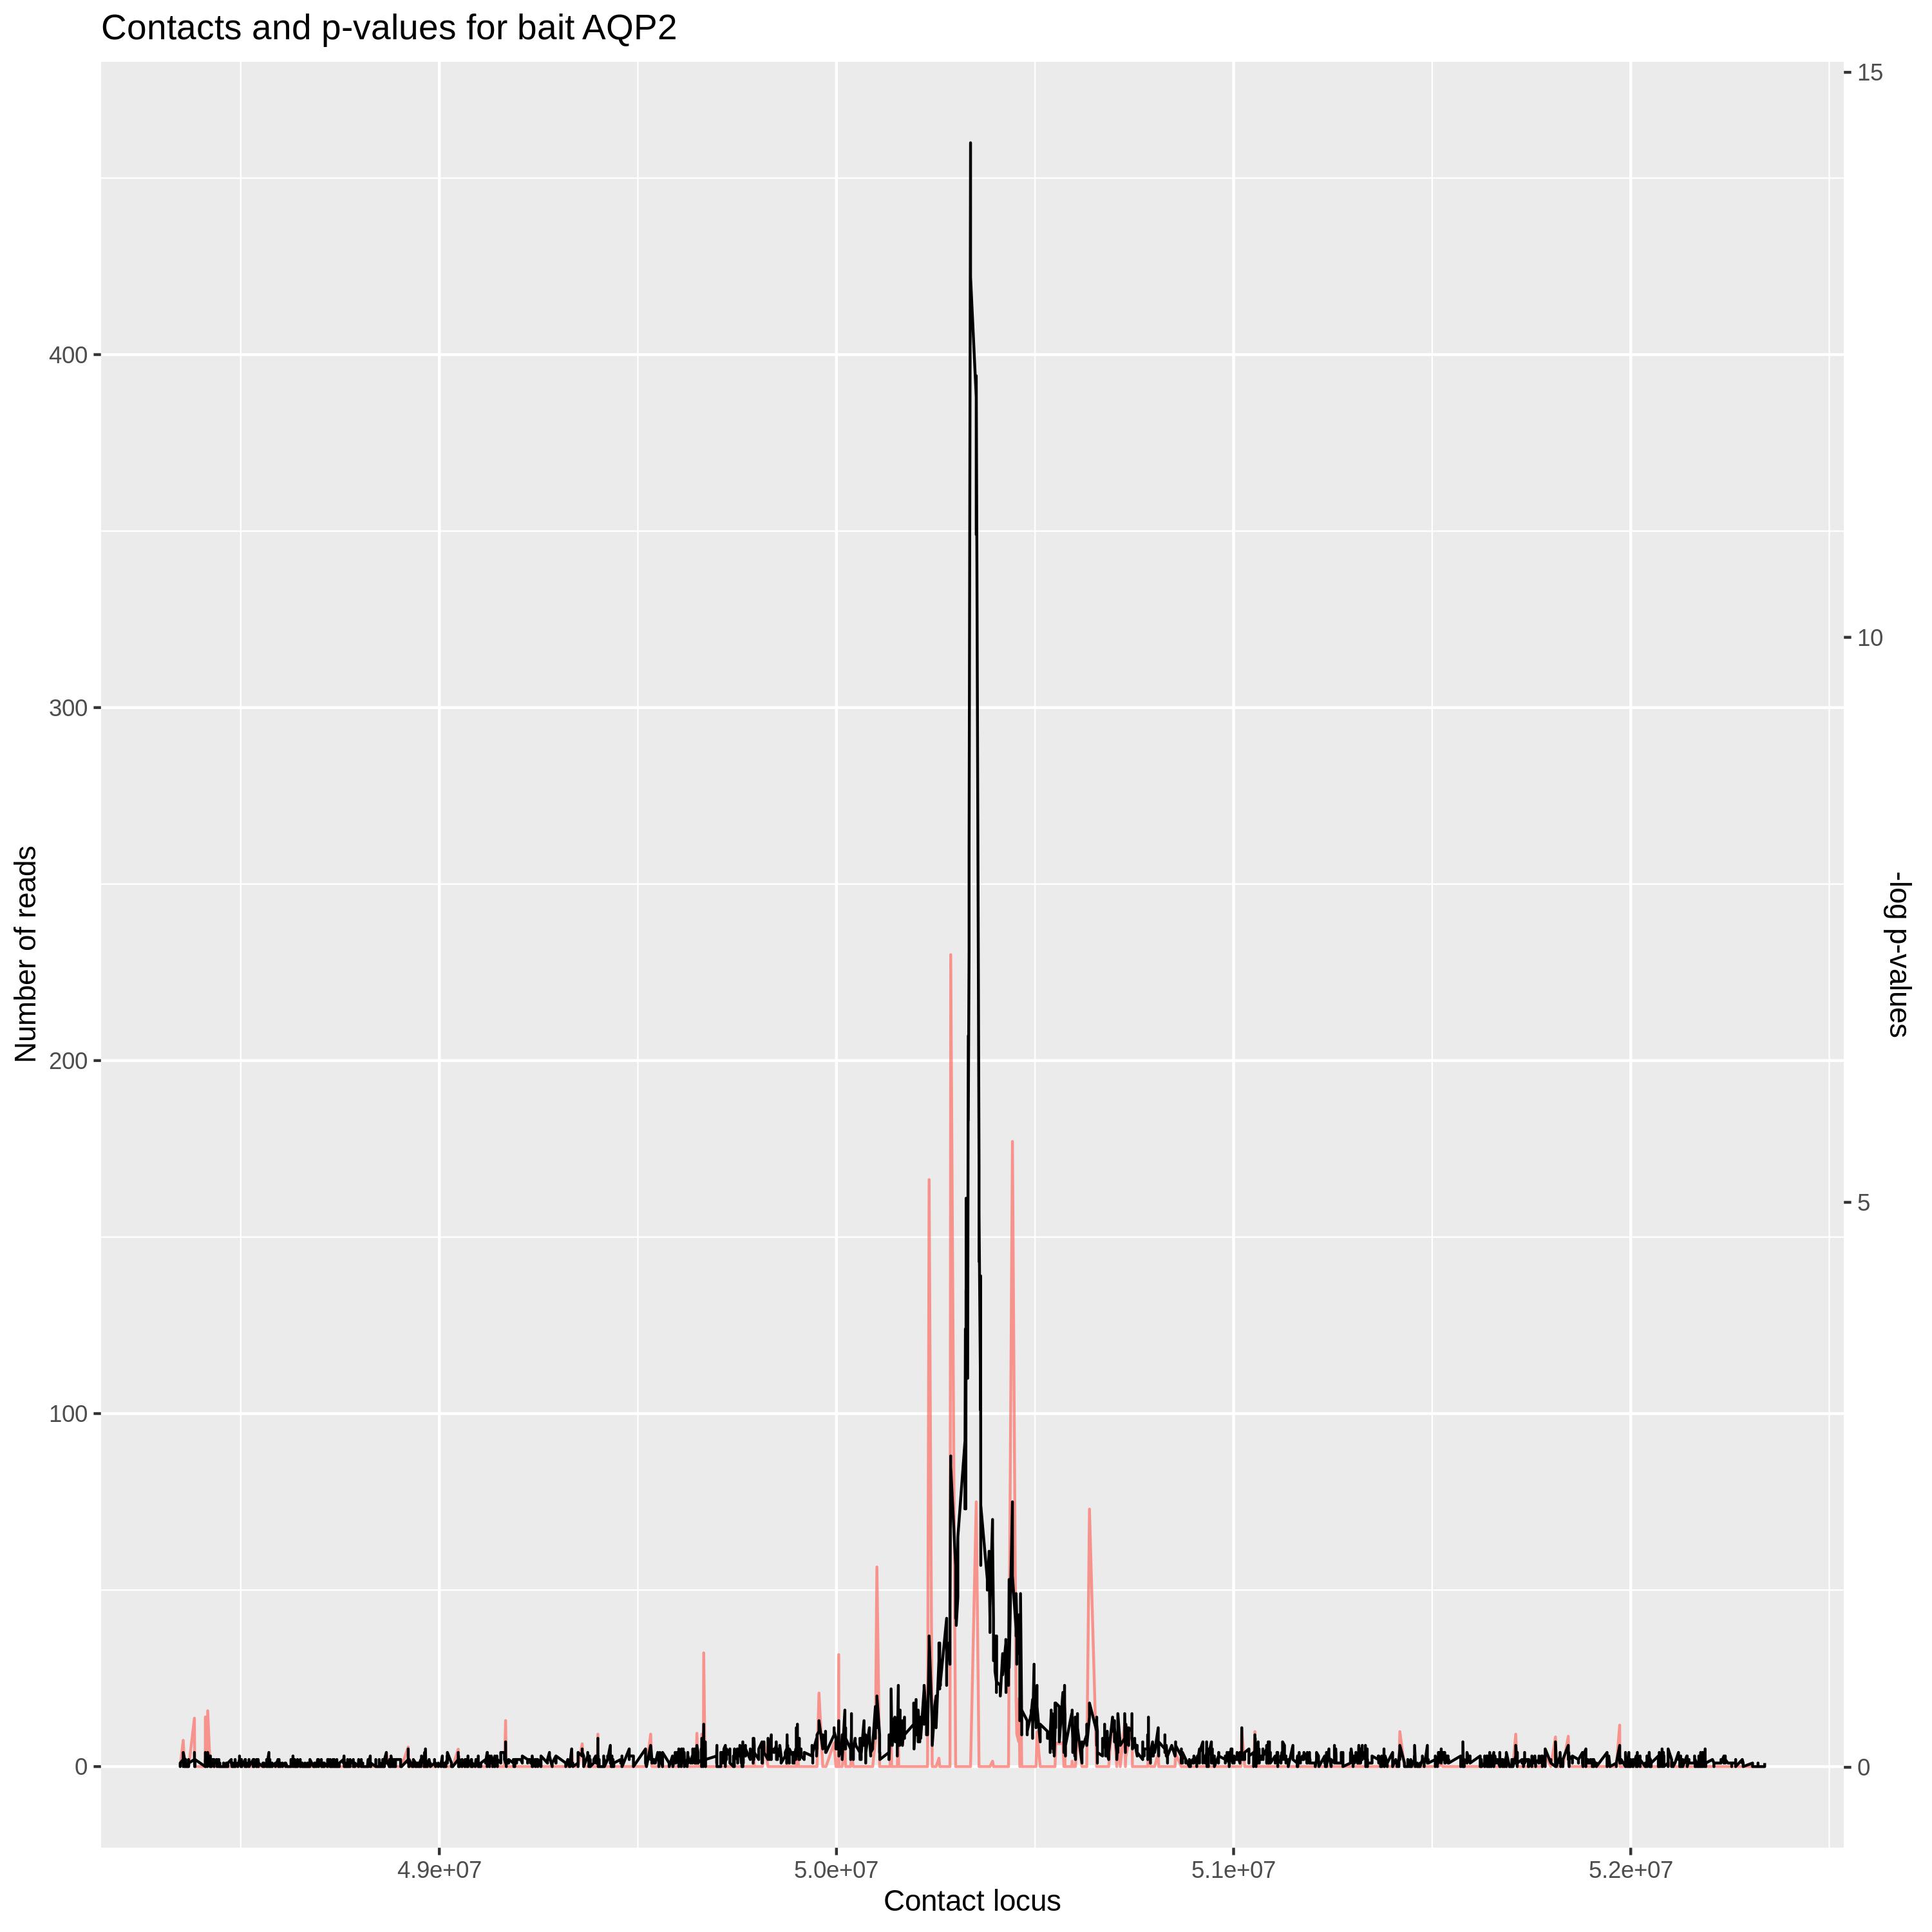 Contacts and p-values for bait AQP2
Number of reads
400
300
200
100
0
-log p-values
15
10
5
0
4.9e+07
5.0e+07
5.1e+07
5.2e+07
Contact locus